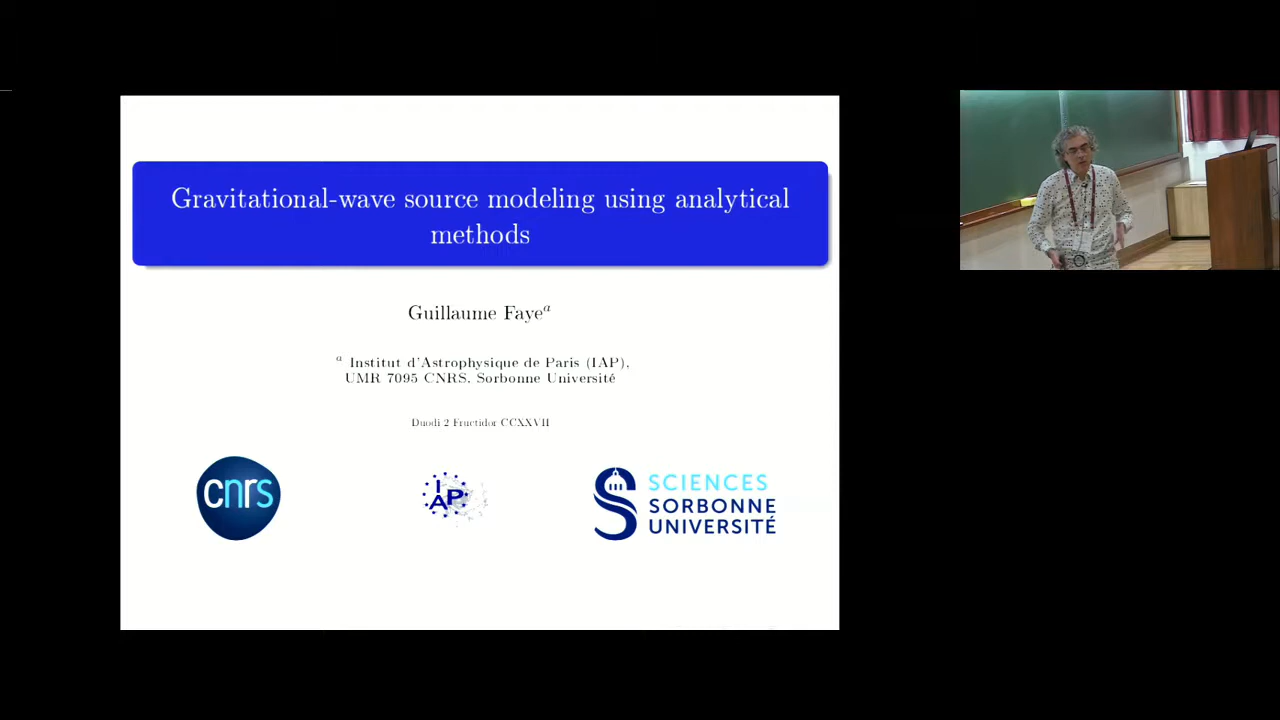 Gravitational-wave source modeling using analytical
methods
Guillaume Faye^a
^a Institut d'Astrophysique de Paris (IAP),
UMR 7095 CNRS. Sorbonne Université
Duodi 2 Fructidor CCXXVII
cnrs
I
AP
SCIENCES
SORBONNE
UNIVERSITÉ